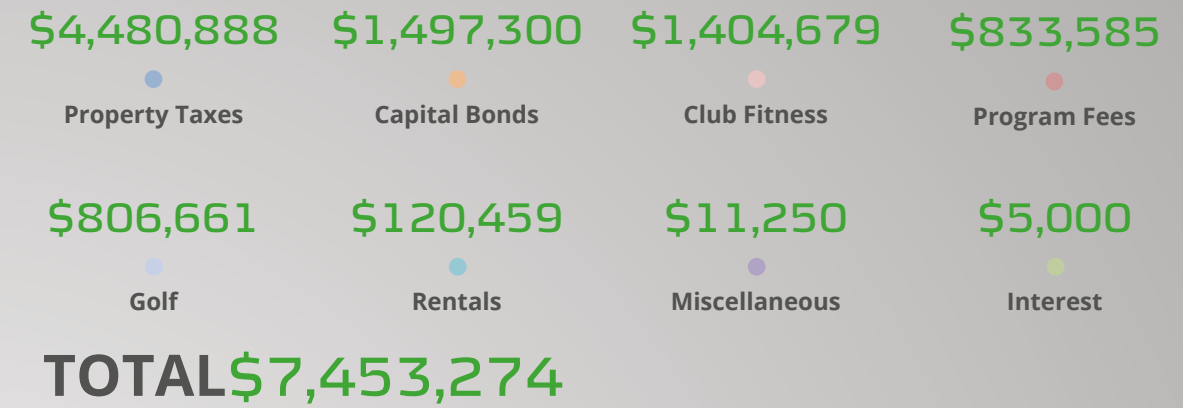 $4,480,888 $1,497,300 $1,404,679 $833,585
Property Taxes Capital Bonds Club Fitness Program Fees
$806,661 $120,459 $11,250 $5,000
Golf Rentals Miscellaneous Interest
TOTAL$7,453,274